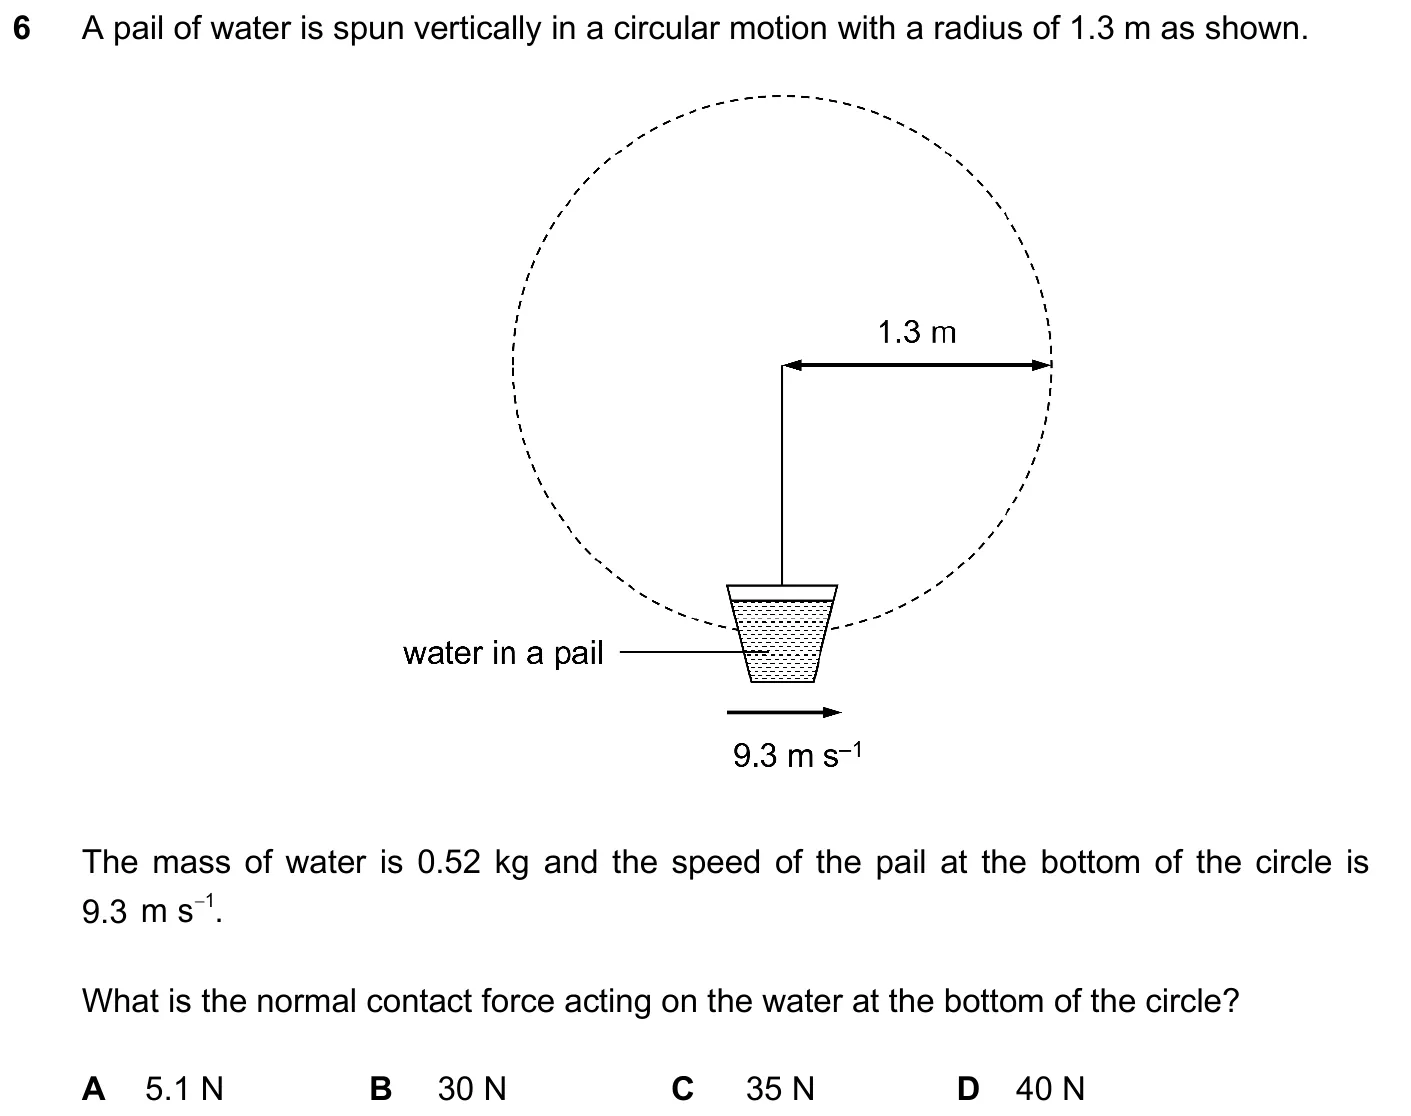 6 A pail of water is spun vertically in a circular motion with a radius of 1.3 m as shown.
1.3 m
water in a pail
9.3 m s⁻¹
The mass of water is 0.52 kg and the speed of the pail at the bottom of the circle is
9.3 m s⁻¹.
What is the normal contact force acting on the water at the bottom of the circle?
A 5.1 N B 30 N C 35 N D 40 N